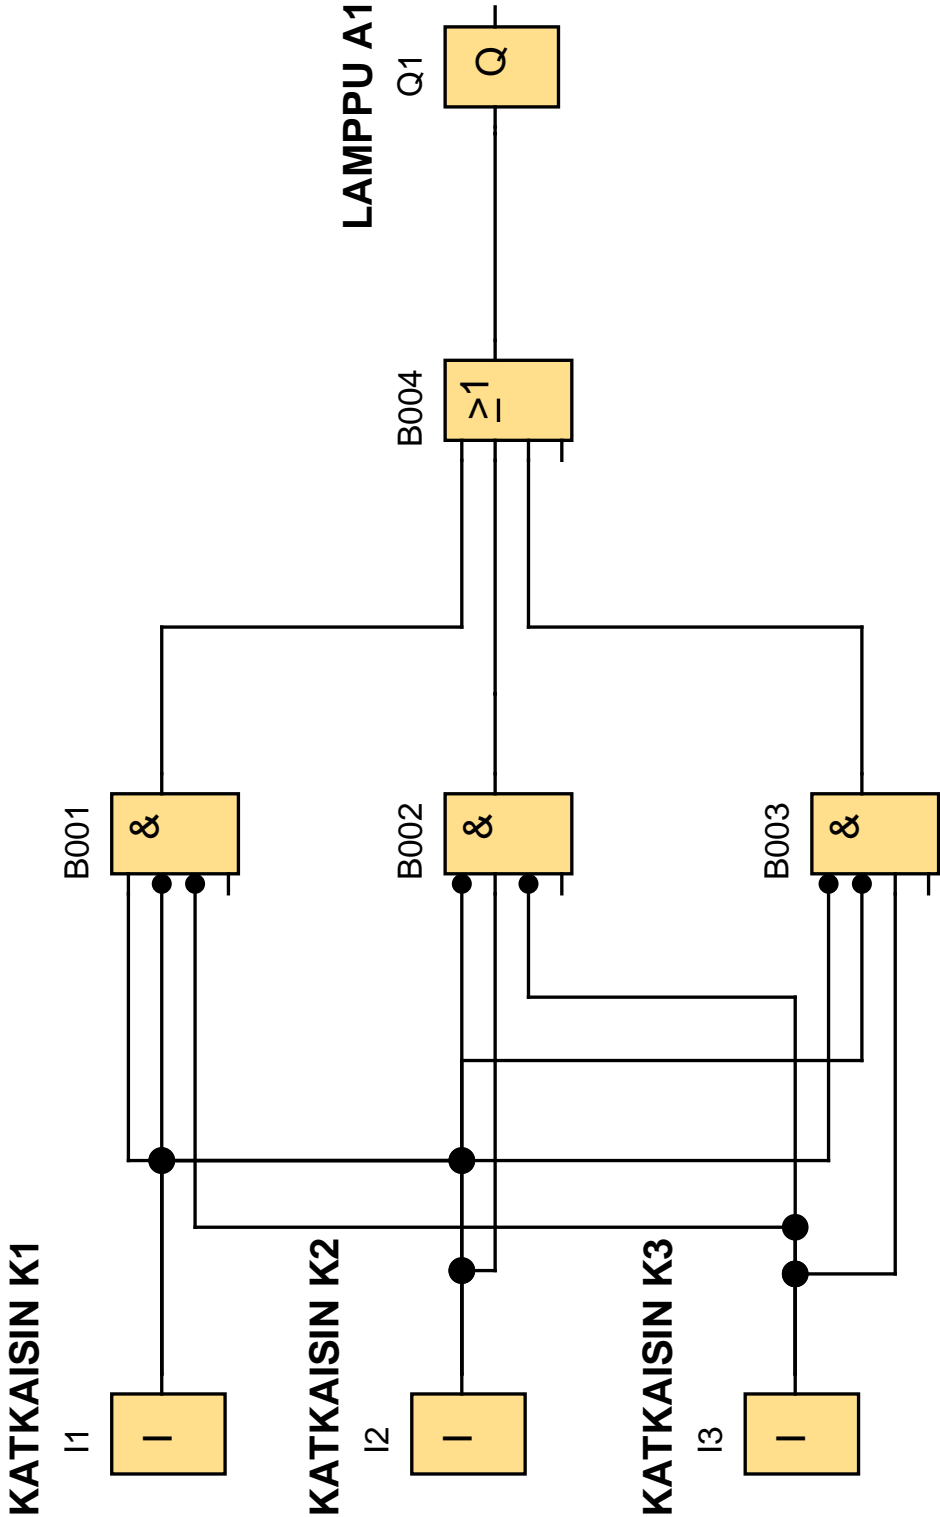 KATKAISIN K1
I1
I
B001
&
KATKAISIN K2
I2
I
B002
&
B004
≥1
LAMPPU A1
Q1
Q
KATKAISIN K3
I3
I
B003
&